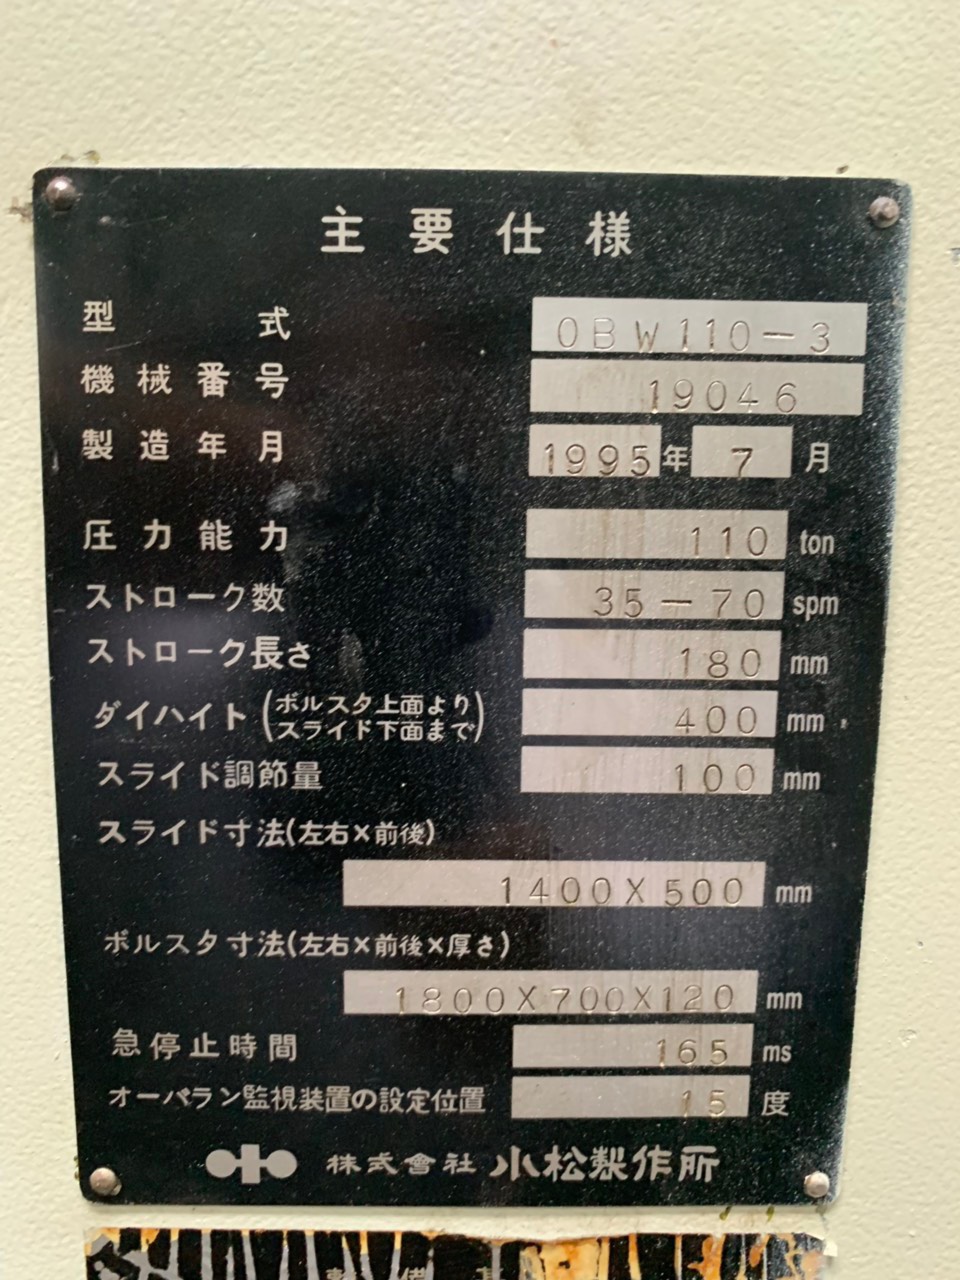 主要仕様
型式 OBW110-3
機械番号 19046
製造年月 1995年7月
圧力能力 110 ton
ストローク数 35-70 spm
ストローク長さ 180 mm
ダイハイト(ボルスタ上面より
スライド下面まで) 400 mm
スライド調節量 100 mm
スライド寸法(左右×前後)
1400X500 mm
ボルスタ寸法(左右×前後×厚さ)
1800X700X120 mm
急停止時間 165 ms
オーバラン監視装置の設定位置 15 度
株式會社 小松製作所